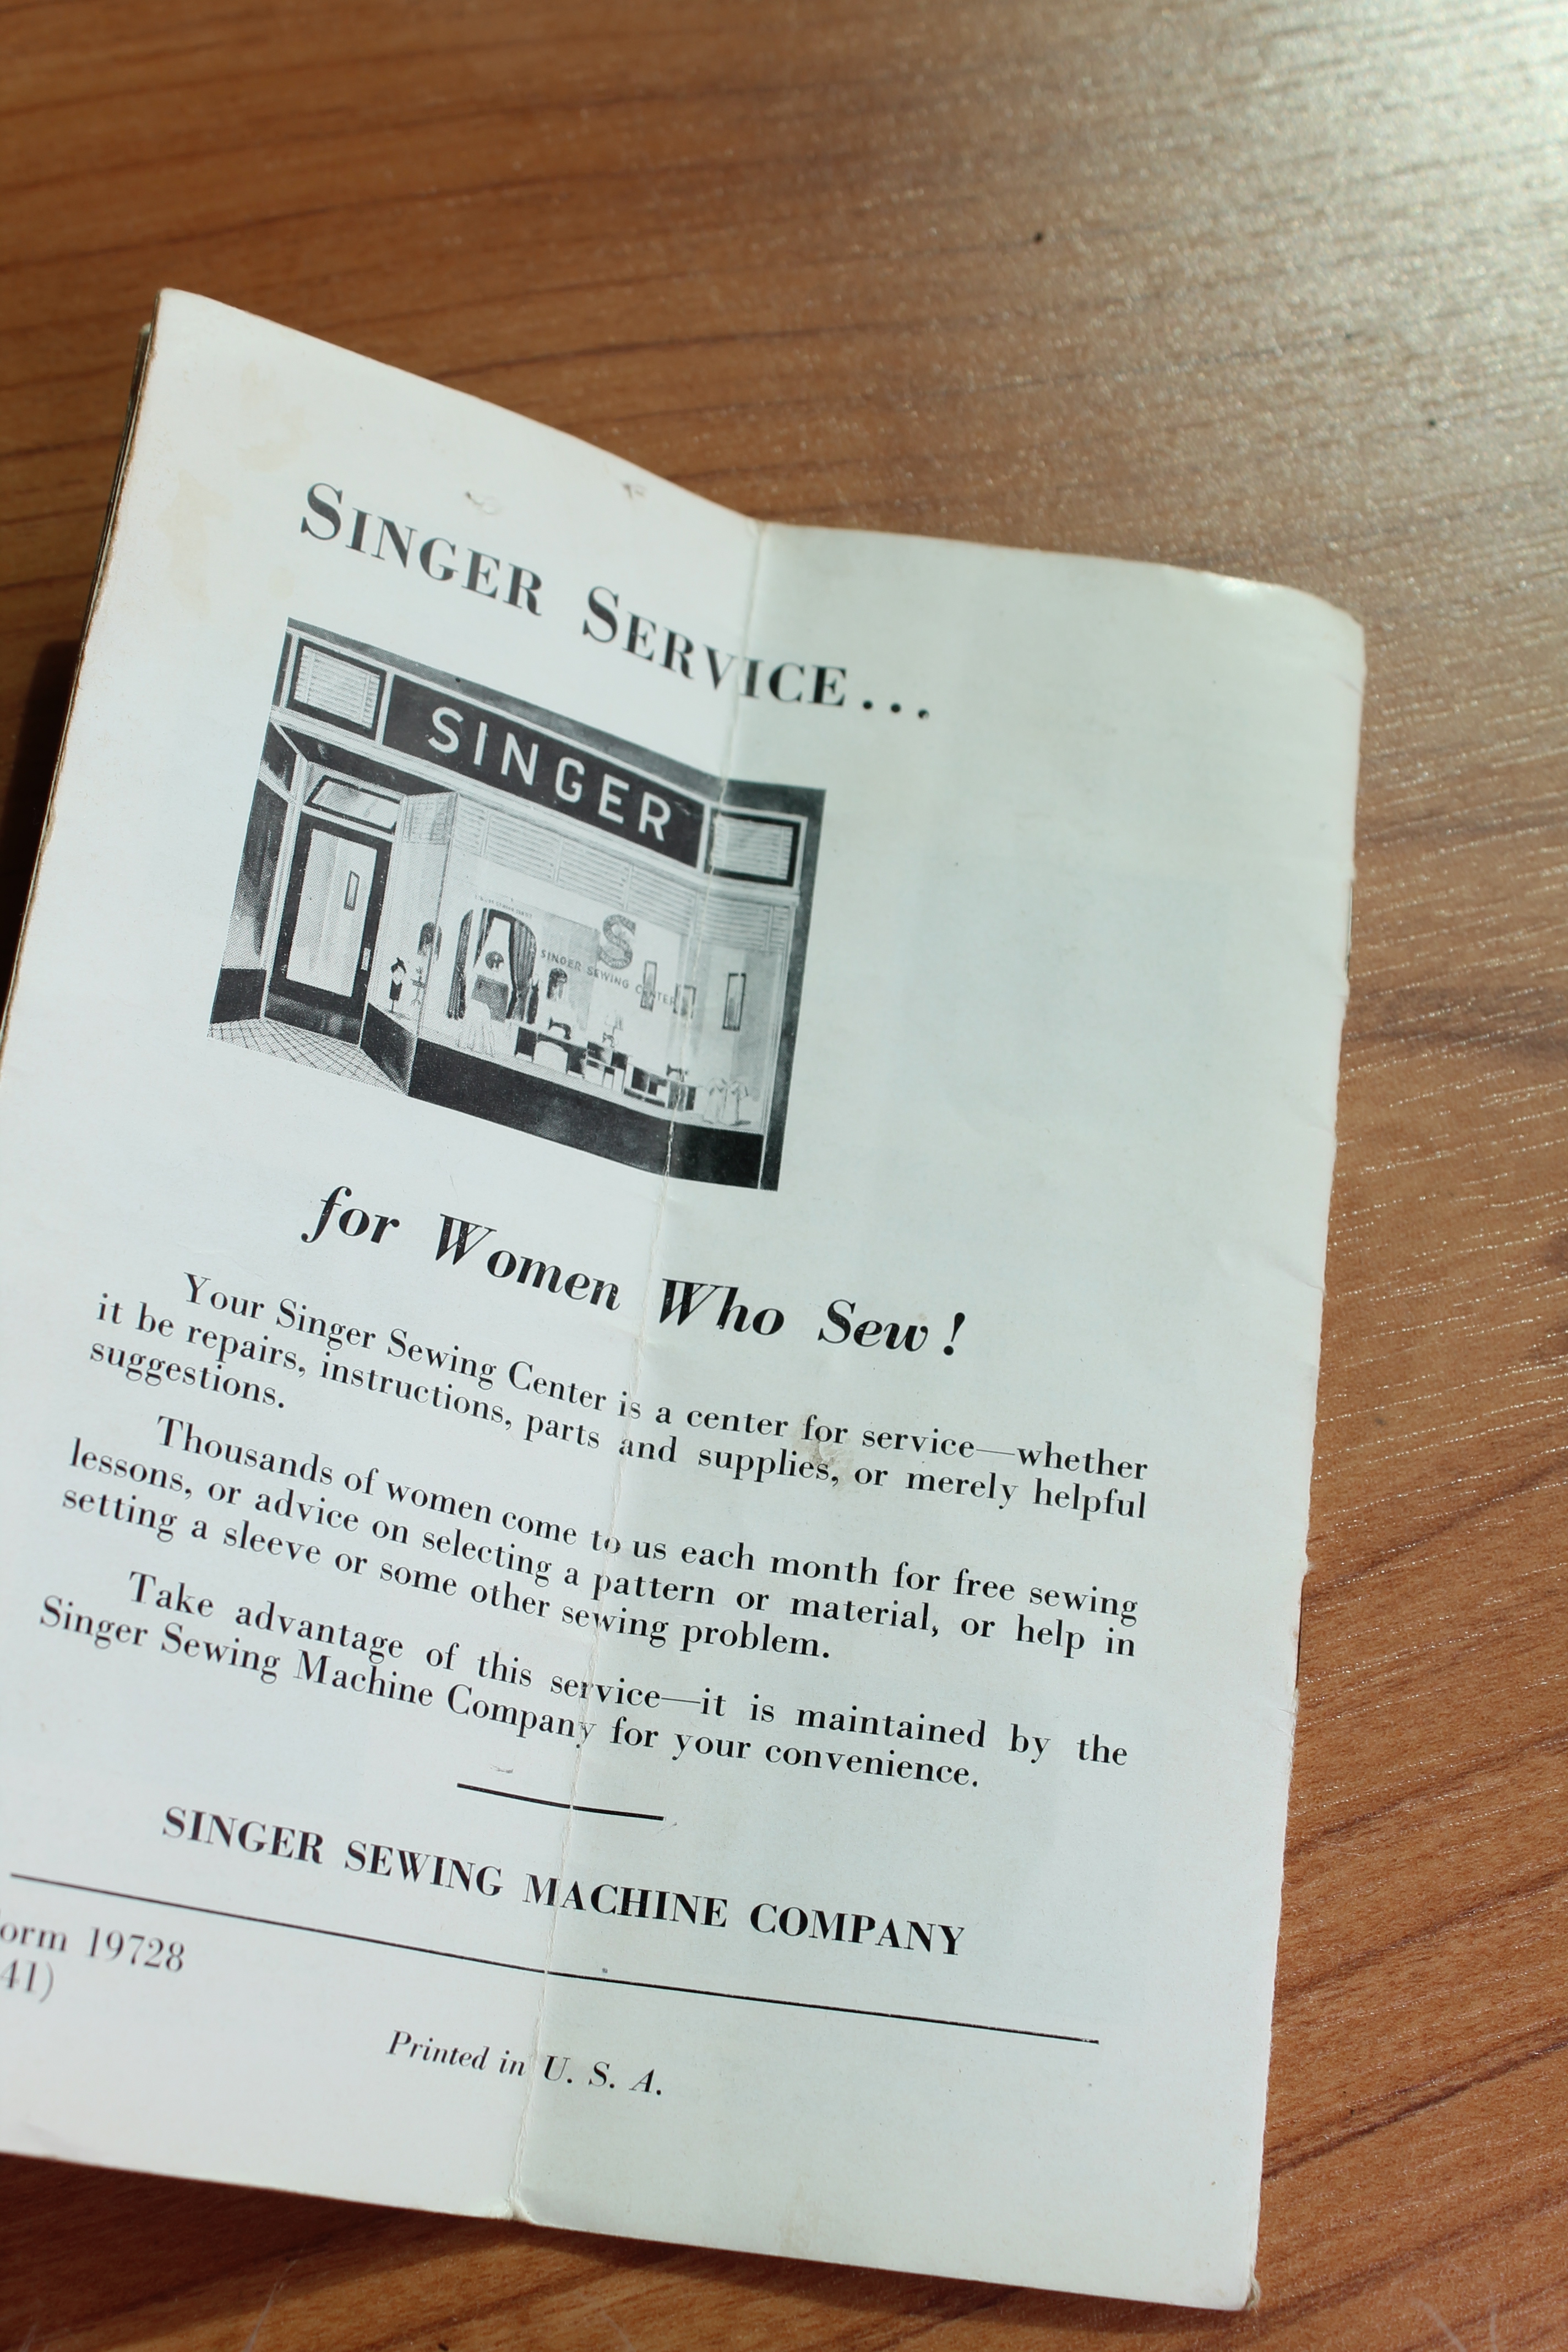 SINGER SERVICE...
SINGER
S
SINGER SEWING CENTER
for Women Who Sew!
Your Singer Sewing Center is a center for service—whether
it be repairs, instructions, parts and supplies, or merely helpful
suggestions.
Thousands of women come to us each month for free sewing
lessons, or advice on selecting a pattern or material, or help in
setting a sleeve or some other sewing problem.
Take advantage of this service—it is maintained by the
Singer Sewing Machine Company for your convenience.
SINGER SEWING MACHINE COMPANY
orm 19728
41)
Printed in U. S. A.